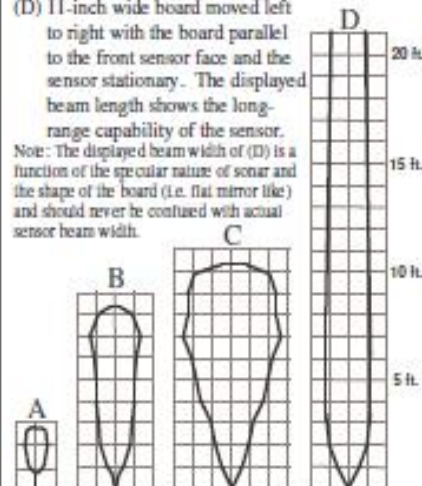 (D) 11-inch wide board moved left
to right with the board parallel
to the front sensor face and the
sensor stationary. The displayed
beam length shows the long-
range capability of the sensor.
Note: The displayed beam width of (D) is a
function of the specular nature of sonar and
the shape of the board (i.e. flat mirror like)
and should never be confused with actual
sensor beam width.
A
B
C
D
20 ft.
15 ft.
10 ft.
5 ft.